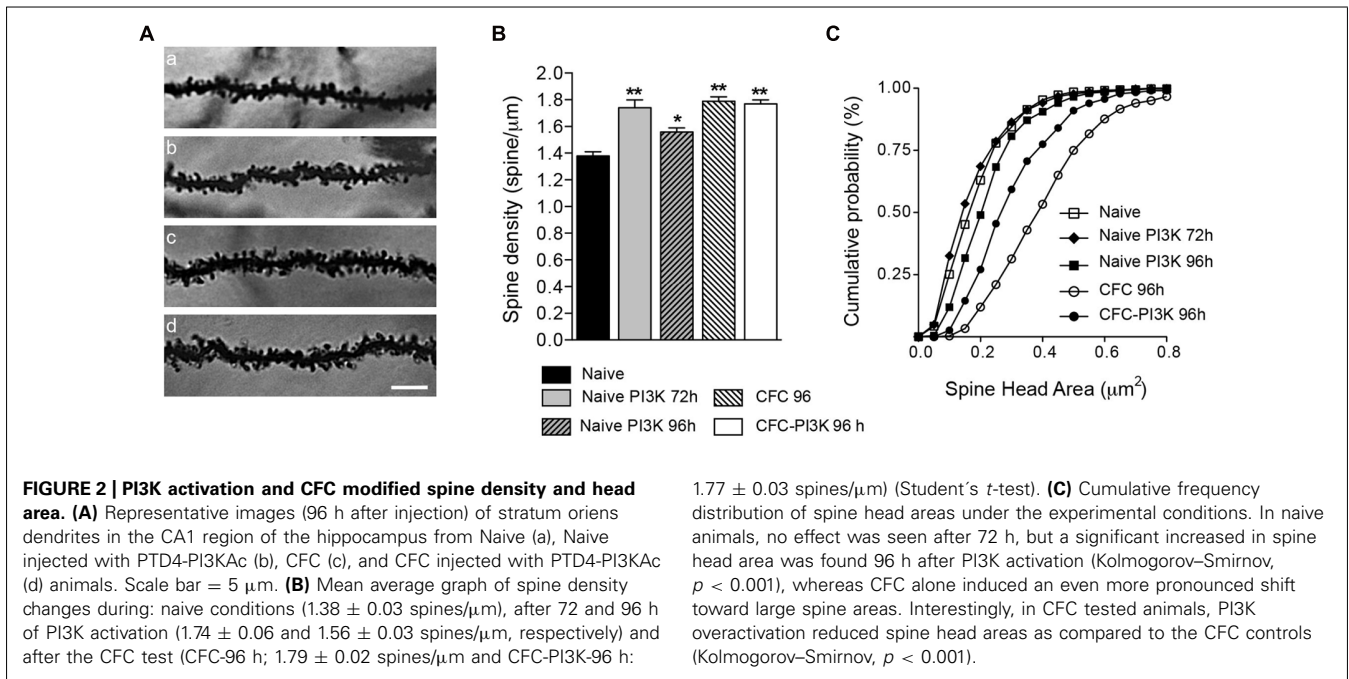 A
a
b
c
d
B
Spine density (spine/μm)
2.0
1.8
1.6
1.4
1.2
1.0
0.8
0.6
0.4
0.2
0.0
**
*
**
**
Naive
Naive PI3K 72h
CFC 96
Naive PI3K 96h
CFC-PI3K 96 h
C
Cumulative probability (%)
1.00
0.75
0.50
0.25
0.0
0.2
0.4
0.6
0.8
Spine Head Area (μm²)
Naive
Naive PI3K 72h
Naive PI3K 96h
CFC 96h
CFC-PI3K 96h
FIGURE 2 | PI3K activation and CFC modified spine density and head
area. (A) Representative images (96 h after injection) of stratum oriens
dendrites in the CA1 region of the hippocampus from Naive (a), Naive
injected with PTD4-PI3KAc (b), CFC (c), and CFC injected with PTD4-PI3KAc
(d) animals. Scale bar = 5 μm. (B) Mean average graph of spine density
changes during: naive conditions (1.38 ± 0.03 spines/μm), after 72 and 96 h
of PI3K activation (1.74 ± 0.06 and 1.56 ± 0.03 spines/μm, respectively) and
after the CFC test (CFC-96 h; 1.79 ± 0.02 spines/μm and CFC-PI3K-96 h:
1.77 ± 0.03 spines/μm) (Student´s t-test). (C) Cumulative frequency
distribution of spine head areas under the experimental conditions. In naive
animals, no effect was seen after 72 h, but a significant increased in spine
head area was found 96 h after PI3K activation (Kolmogorov–Smirnov,
p < 0.001), whereas CFC alone induced an even more pronounced shift
toward large spine areas. Interestingly, in CFC tested animals, PI3K
overactivation reduced spine head areas as compared to the CFC controls
(Kolmogorov–Smirnov, p < 0.001).